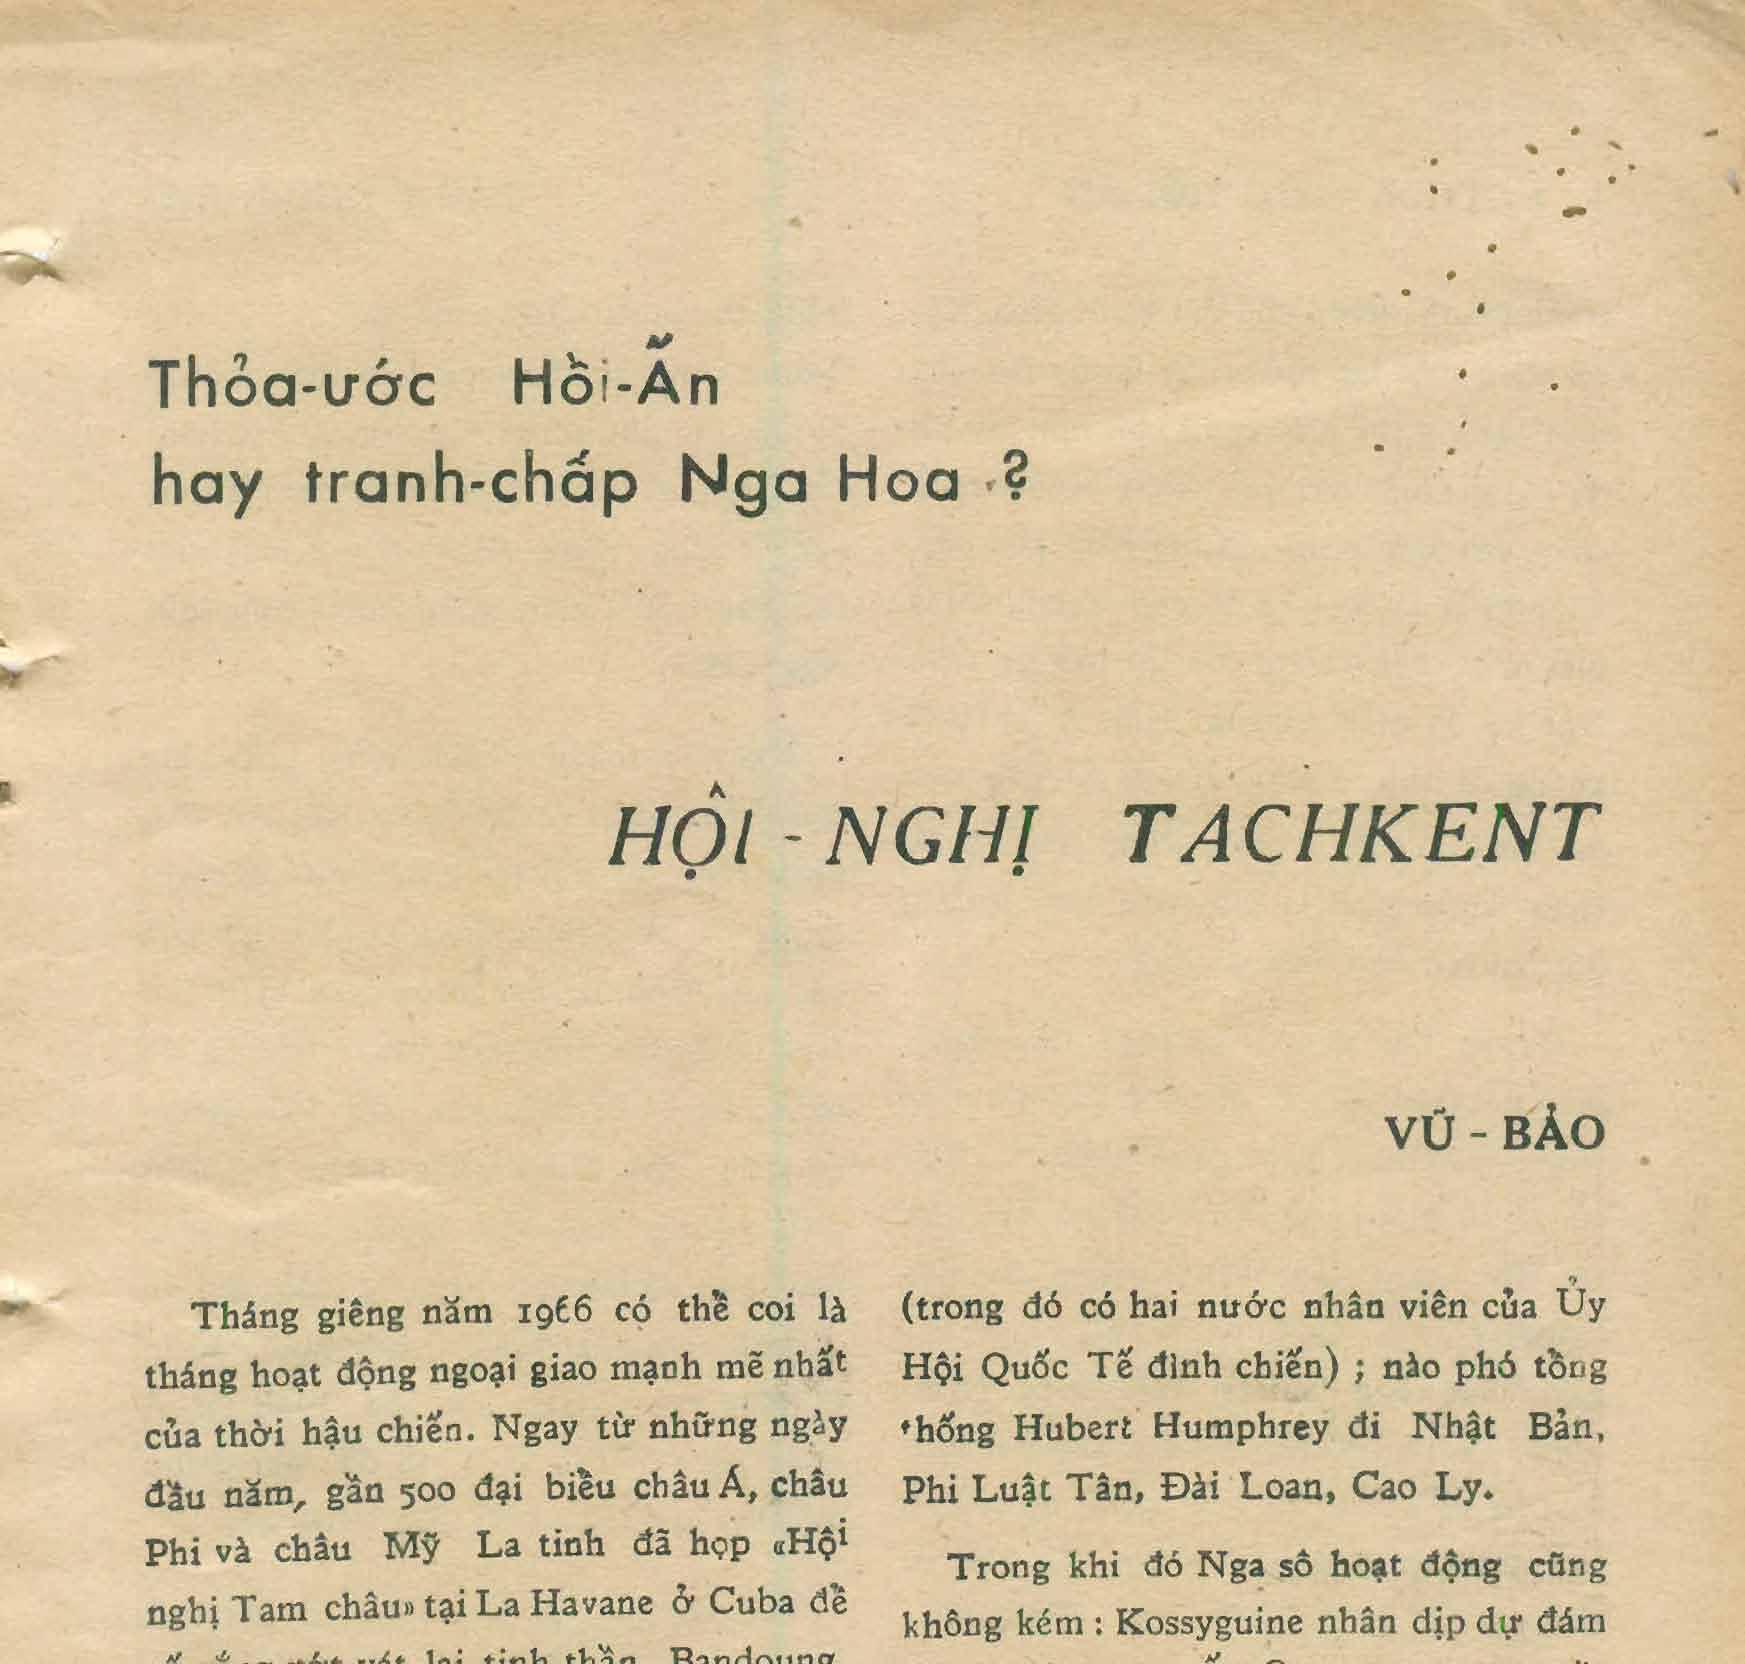 Thỏa-ước Hồi-Ấn
hay tranh-chấp Nga Hoa ?
HỘI - NGHỊ TACHKENT
VŨ - BẢO
Tháng giêng năm 1966 có thể coi là
tháng hoạt động ngoại giao mạnh mẽ nhất
của thời hậu chiến. Ngay từ những ngày
đầu năm, gần 500 đại biểu châu Á, châu
Phi và châu Mỹ La tinh đã họp «Hội
nghị Tam châu» tại La Havane ở Cuba để
vớt lại tinh thần Bandoung,
(trong đó có hai nước nhân viên của Ủy
Hội Quốc Tế đình chiến) ; nào phó tổng
thống Hubert Humphrey đi Nhật Bản,
Phi Luật Tân, Đài Loan, Cao Ly.
Trong khi đó Nga sô hoạt động cũng
không kém : Kossyguine nhân dịp dự đám